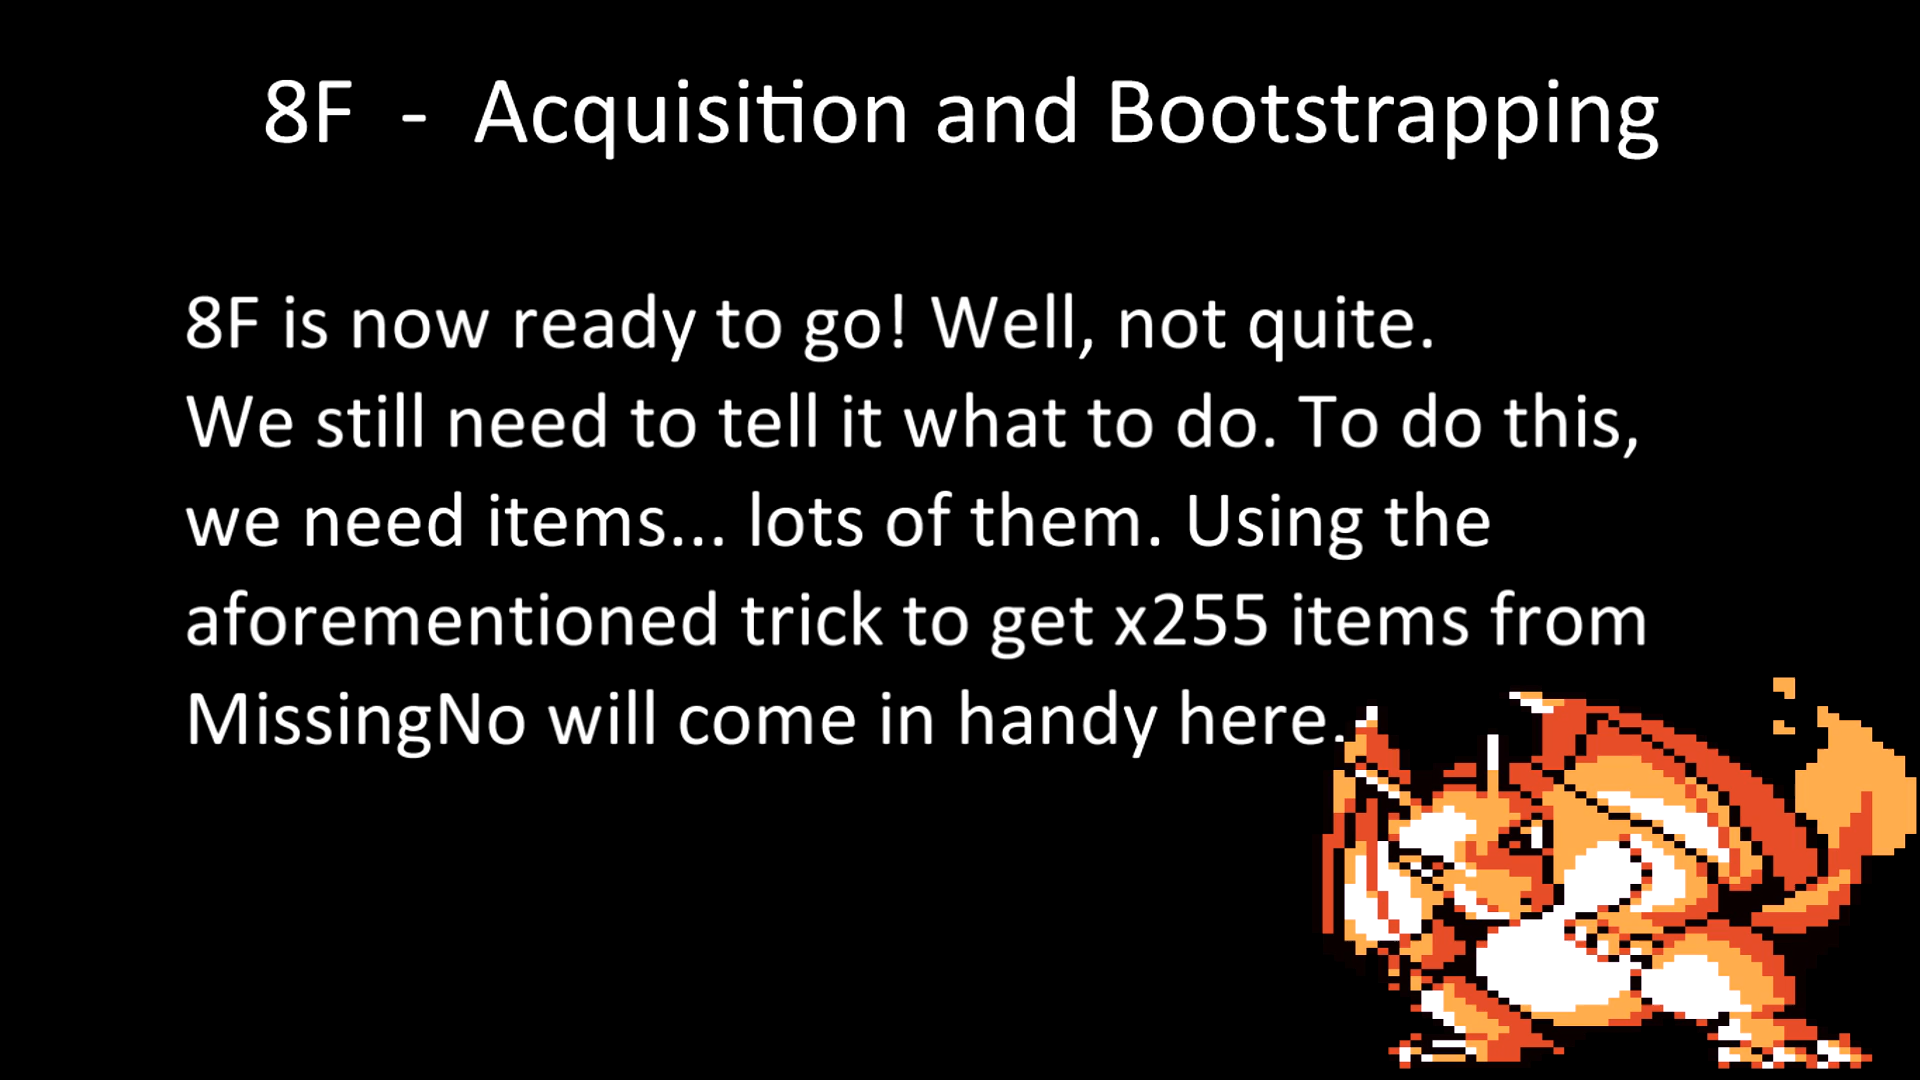 8F - Acquisition and Bootstrapping
8F is now ready to go! Well, not quite.
We still need to tell it what to do. To do this,
we need items... lots of them. Using the
aforementioned trick to get x255 items from
MissingNo will come in handy here.